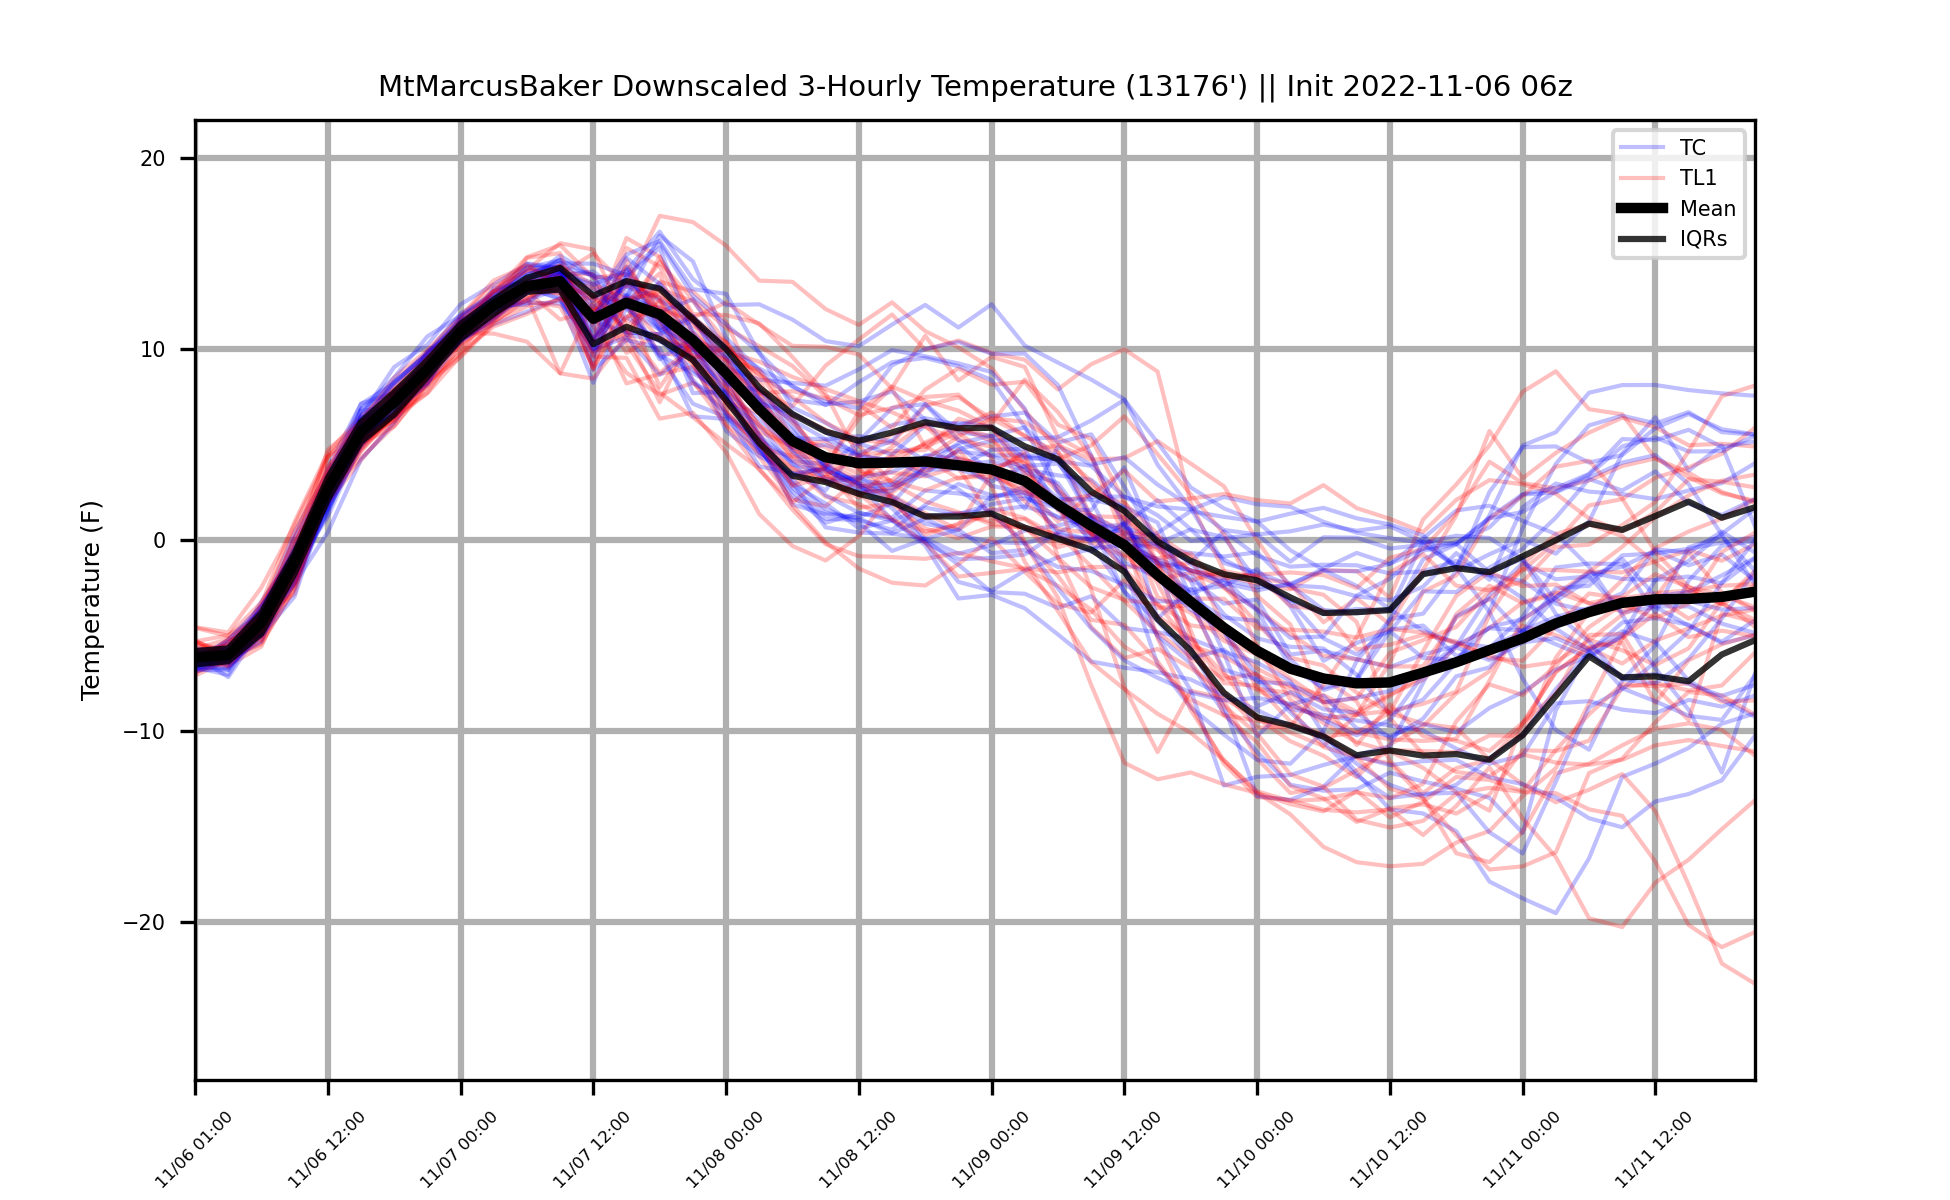 MtMarcusBaker Downscaled 3-Hourly Temperature (13176') || Init 2022-11-06 06z
TC
TL1
Mean
IQRs
20
10
0
−10
−20
Temperature (F)
11/06 01:00
11/06 12:00
11/07 00:00
11/07 12:00
11/08 00:00
11/08 12:00
11/09 00:00
11/09 12:00
11/10 00:00
11/10 12:00
11/11 00:00
11/11 12:00